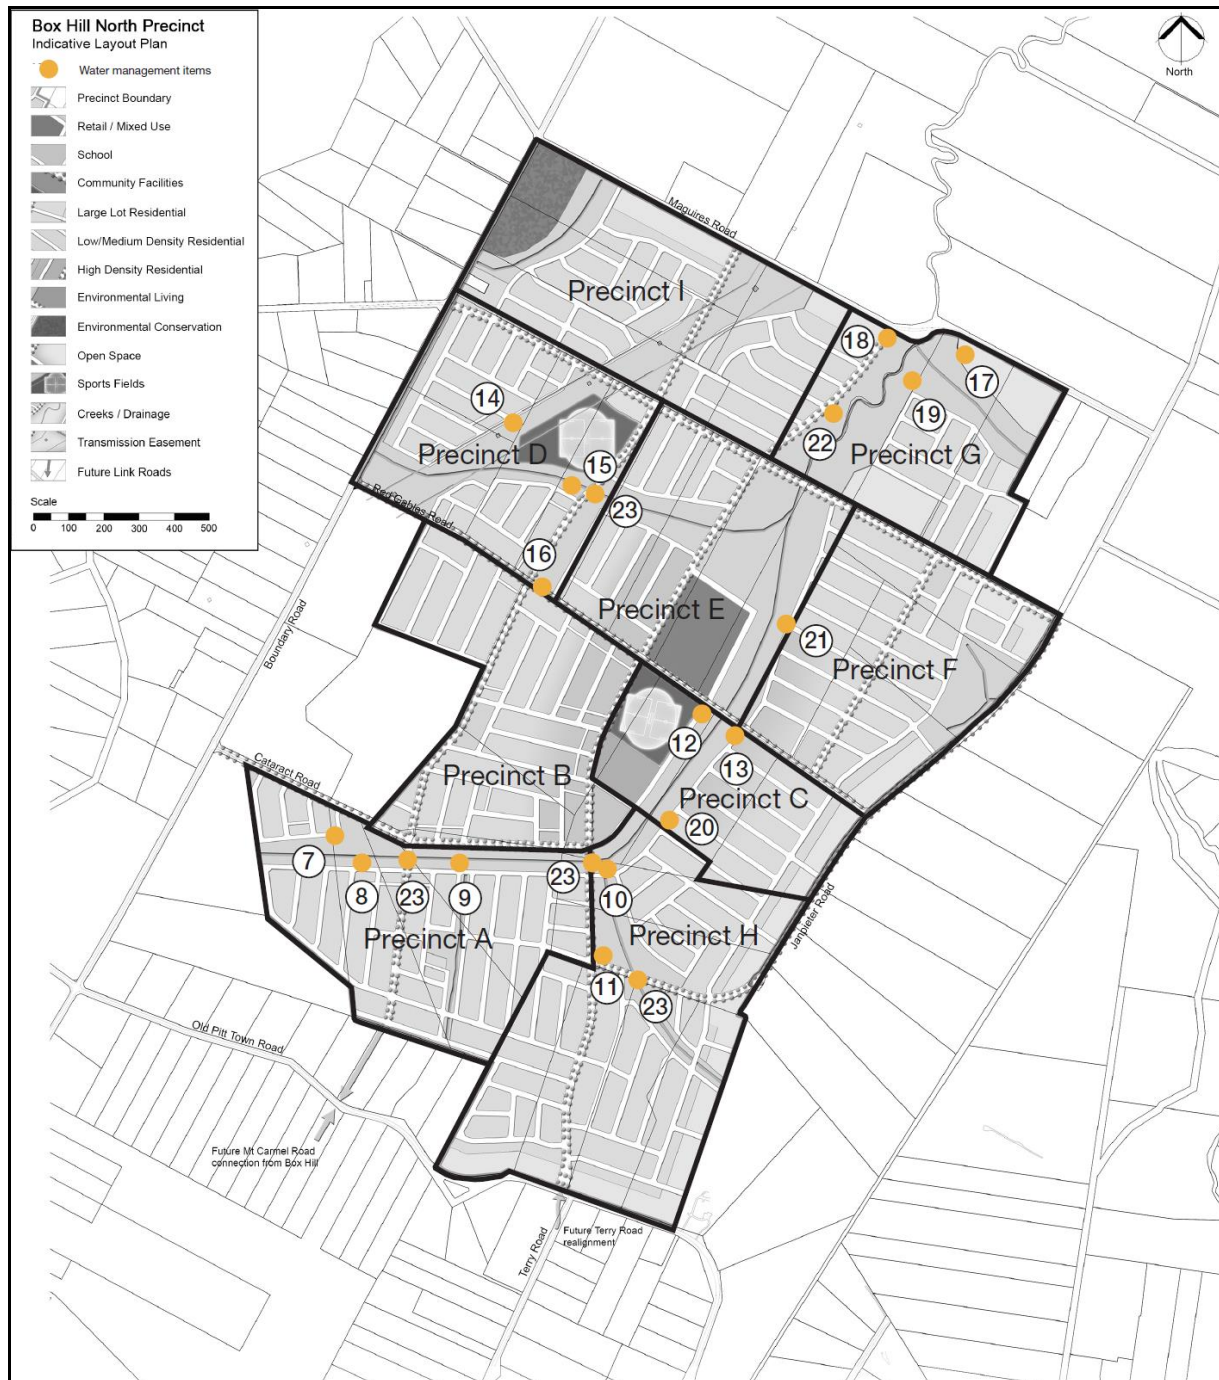 Box Hill North Precinct
Indicative Layout Plan
Water management items
Precinct Boundary
Retail / Mixed Use
School
Community Facilities
Large Lot Residential
Low/Medium Density Residential
High Density Residential
Environmental Living
Environmental Conservation
Open Space
Sports Fields
Creeks / Drainage
Transmission Easement
Future Link Roads
Scale
0 100 200 300 400 500
North
Maguires Road
Precinct I
18
17
19
14
22
Precinct D
Precinct G
15
Red Gables Road
23
16
Precinct E
21
Boundary Road
Precinct F
12
13
Cataract Road
Precinct B
Precinct C
20
7
8
23
9
23
10
Janpieter Road
Precinct A
Precinct H
11
23
Old Pitt Town Road
Future Mt Carmel Road
connection from Box Hill
Terry Road
Future Terry Road
realignment